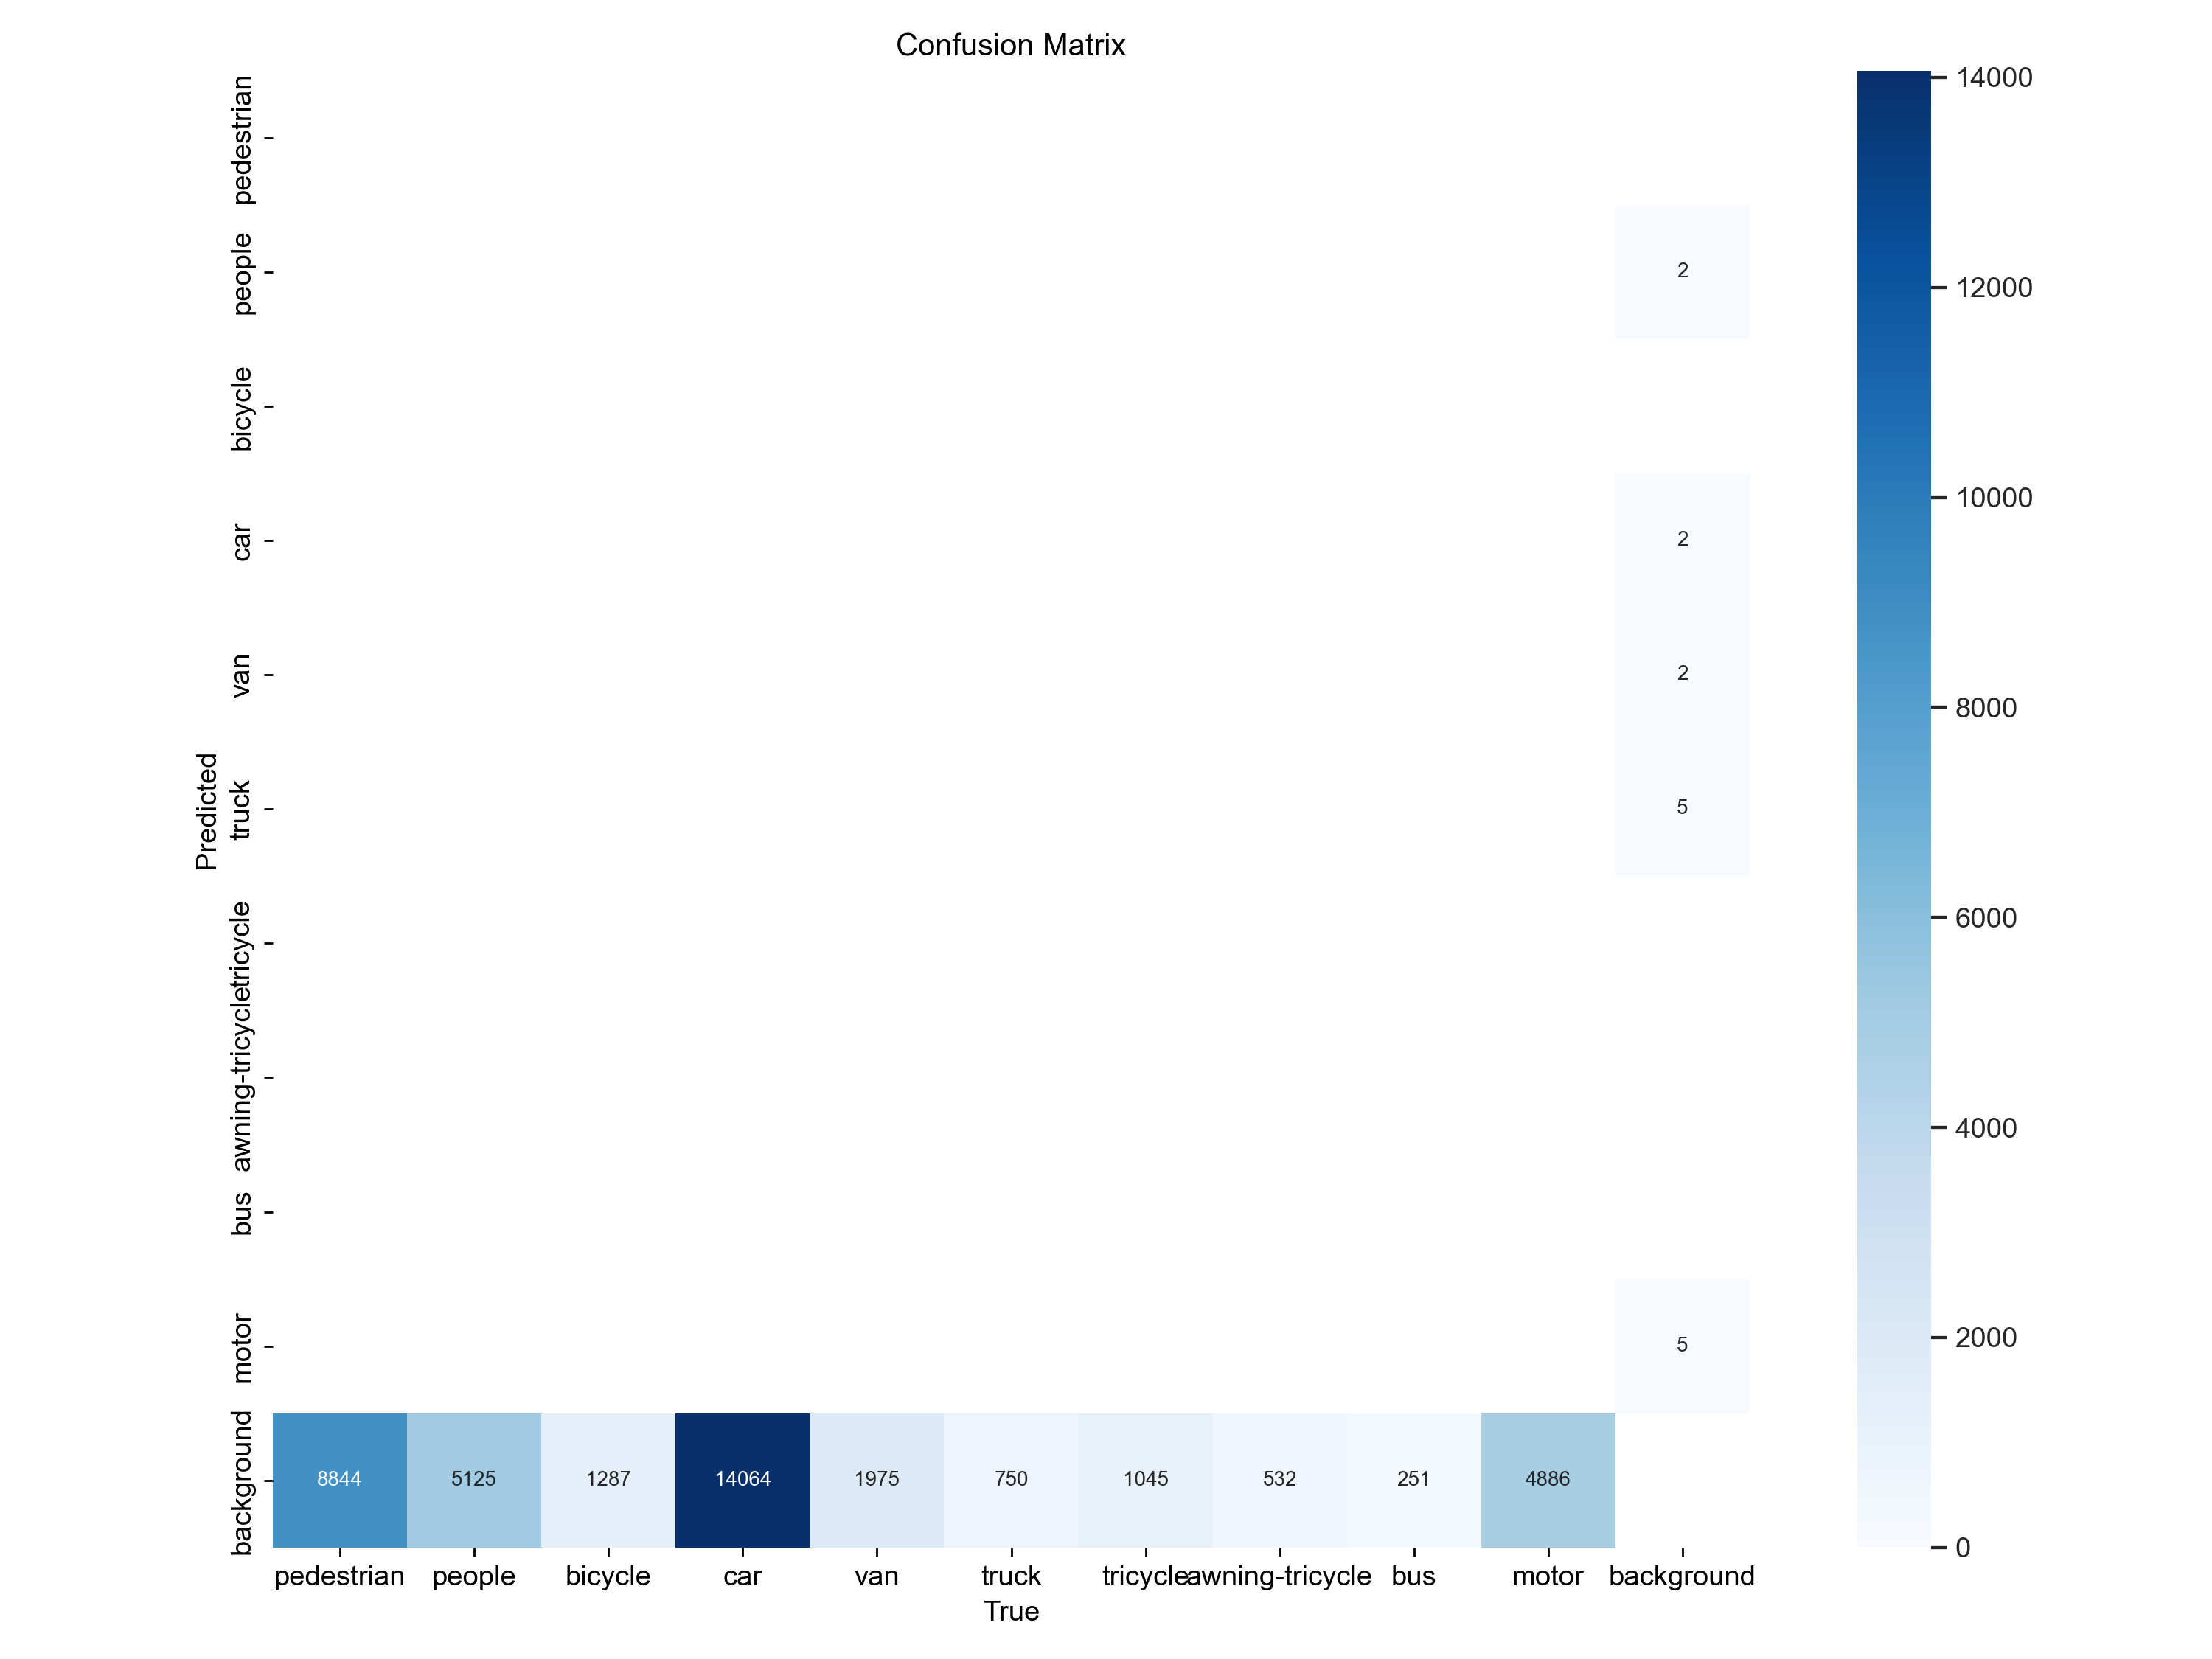 Confusion Matrix
pedestrian
people
bicycle
car
van
truck
tricycle
awning-tricycle
bus
motor
background
Predicted
2
2
2
5
5
8844 5125 1287 14064 1975 750 1045 532 251 4886
pedestrian people bicycle car van truck tricycle awning-tricycle bus motor background
True
14000
12000
10000
8000
6000
4000
2000
0